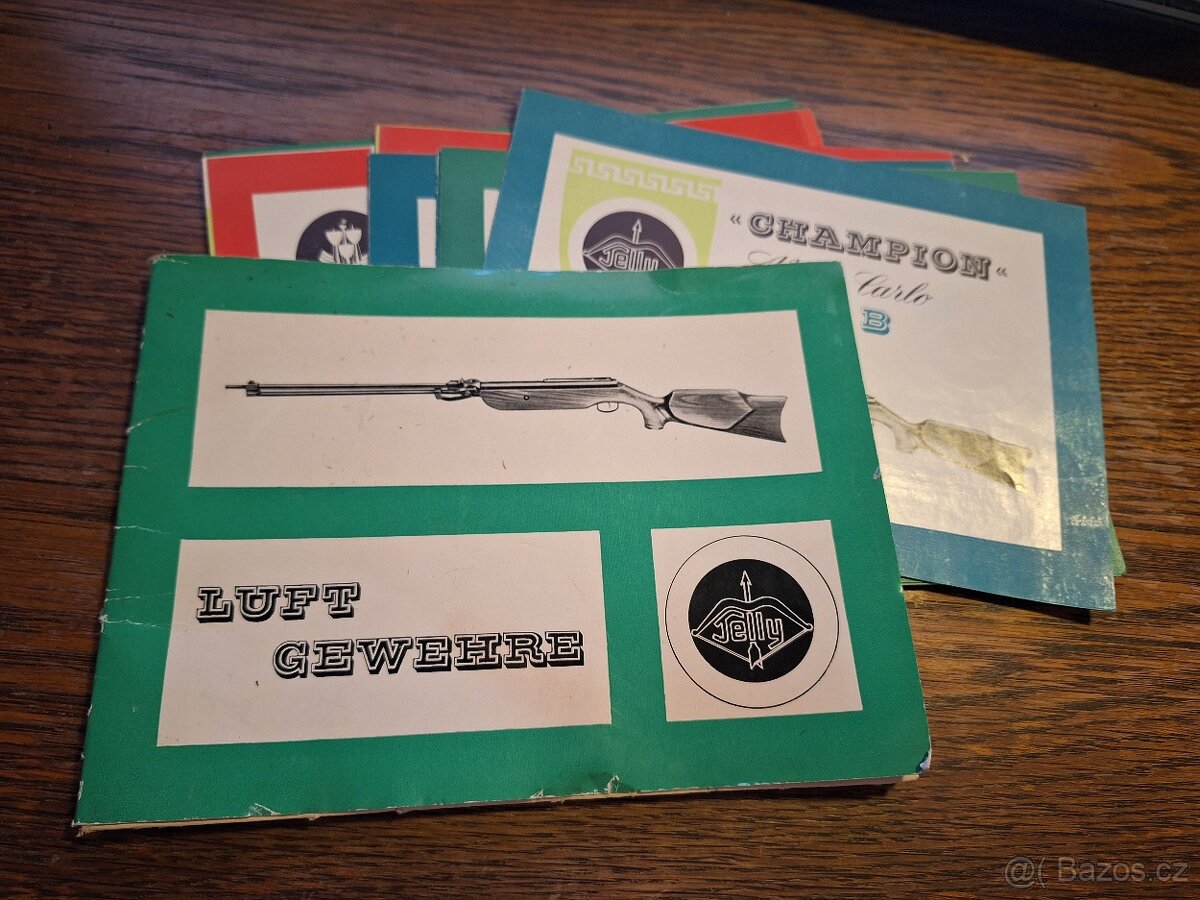 « CHAMPION «
Carlo
B
Jelly
LUFT
GEWEHRE
Jelly
@( Bazos.cz